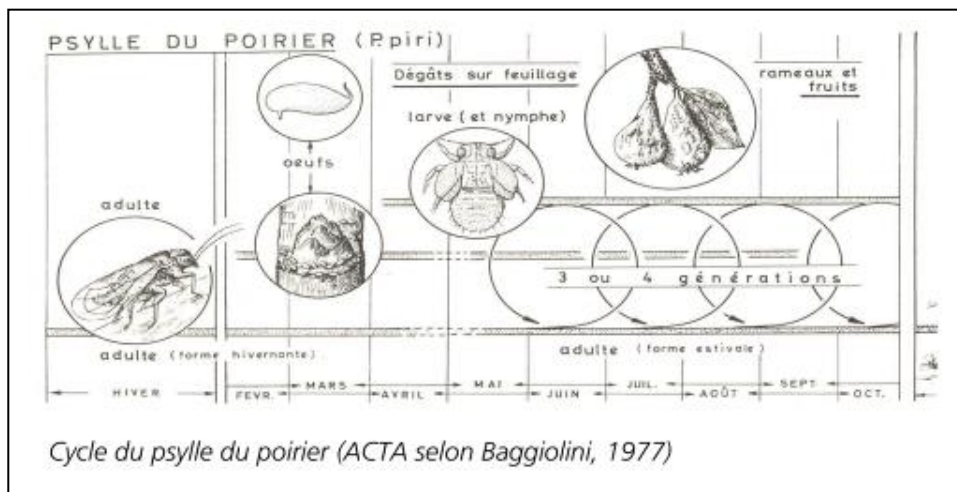 PSYLLE DU POIRIER (P. piri)
Dégâts sur feuillage
rameaux et
fruits
larve (et nymphe)
oeufs
adulte
3 ou 4 générations
adulte (forme hivernante)
adulte (forme estivale)
HIVER
FEVR.
MARS
AVRIL
MAI
JUIN
JUIL.
AOÛT
SEPT
OCT.
Cycle du psylle du poirier (ACTA selon Baggiolini, 1977)